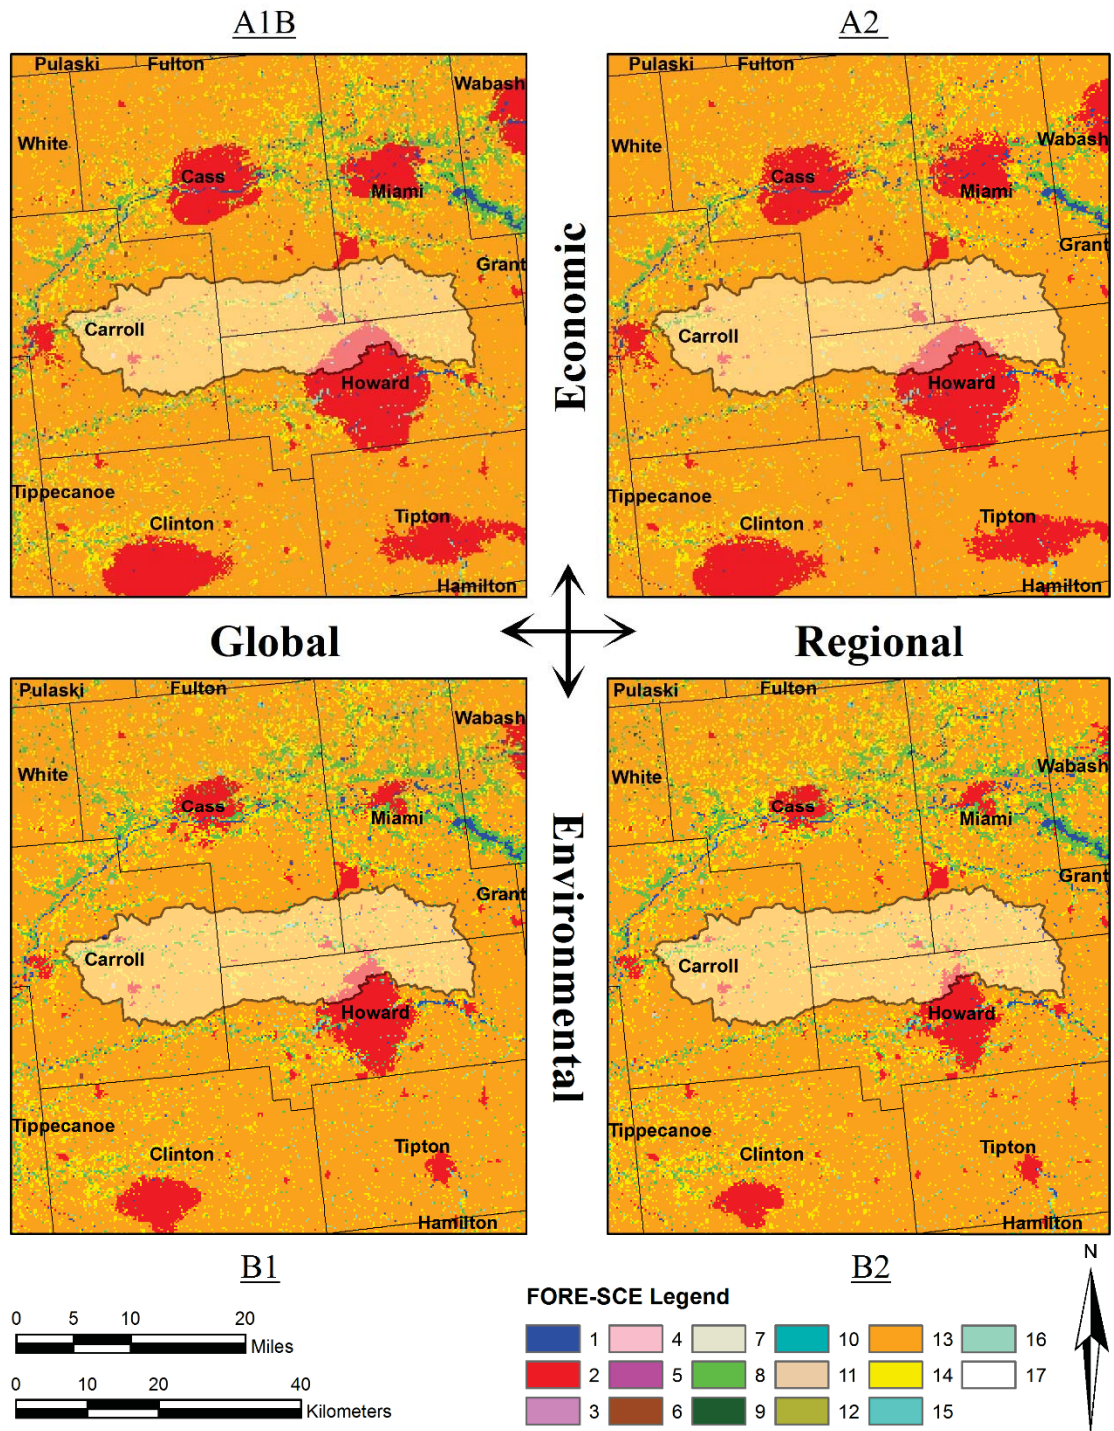 A1B
A2
Pulaski
Fulton
Wabash
White
Cass
Miami
Grant
Carroll
Howard
Tippecanoe
Clinton
Tipton
Hamilton
Economic
Pulaski
Fulton
Wabash
White
Cass
Miami
Grant
Carroll
Howard
Tippecanoe
Clinton
Tipton
Hamilton
Global
Regional
Pulaski
Fulton
Wabash
White
Cass
Miami
Grant
Carroll
Howard
Tippecanoe
Clinton
Tipton
Hamilton
Environmental
Pulaski
Fulton
Wabash
White
Cass
Miami
Grant
Carroll
Howard
Tippecanoe
Clinton
Tipton
Hamilton
B1
B2
N
0 5 10 20
Miles
0 10 20 40
Kilometers
FORE-SCE Legend
1 4 7 10 13 16
2 5 8 11 14 17
3 6 9 12 15